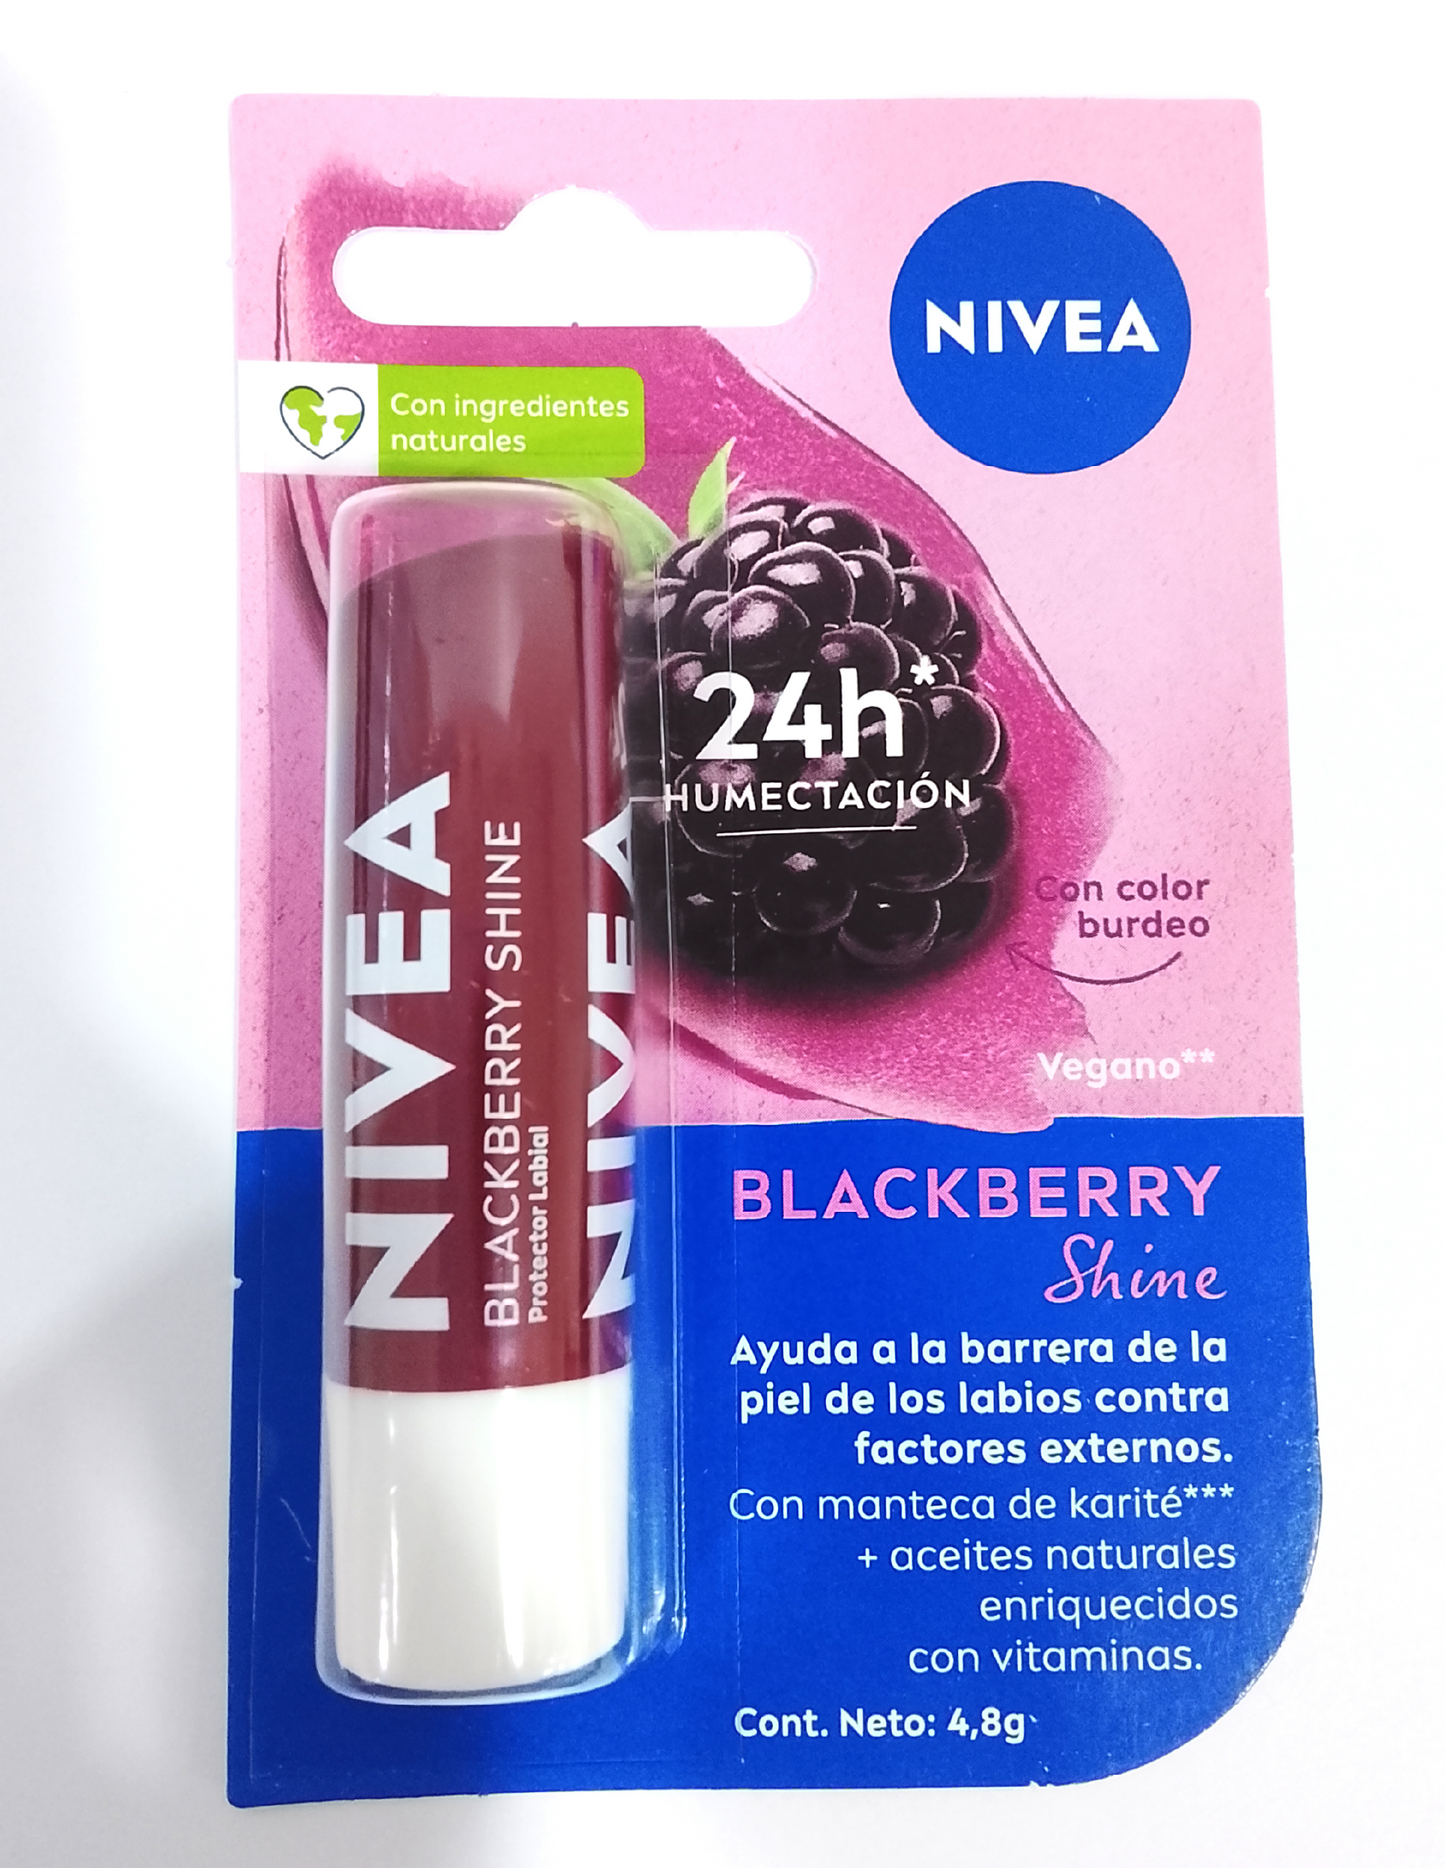 NIVEA
Con ingredientes
naturales
24h*
HUMECTACIÓN
Con color
burdeo
Vegano**
NIVEA
BLACKBERRY SHINE
Protector Labial
NIVEA
BLACKBERRY
Shine
Ayuda a la barrera de la
piel de los labios contra
factores externos.
Con manteca de karité***
+ aceites naturales
enriquecidos
con vitaminas.
Cont. Neto: 4,8g